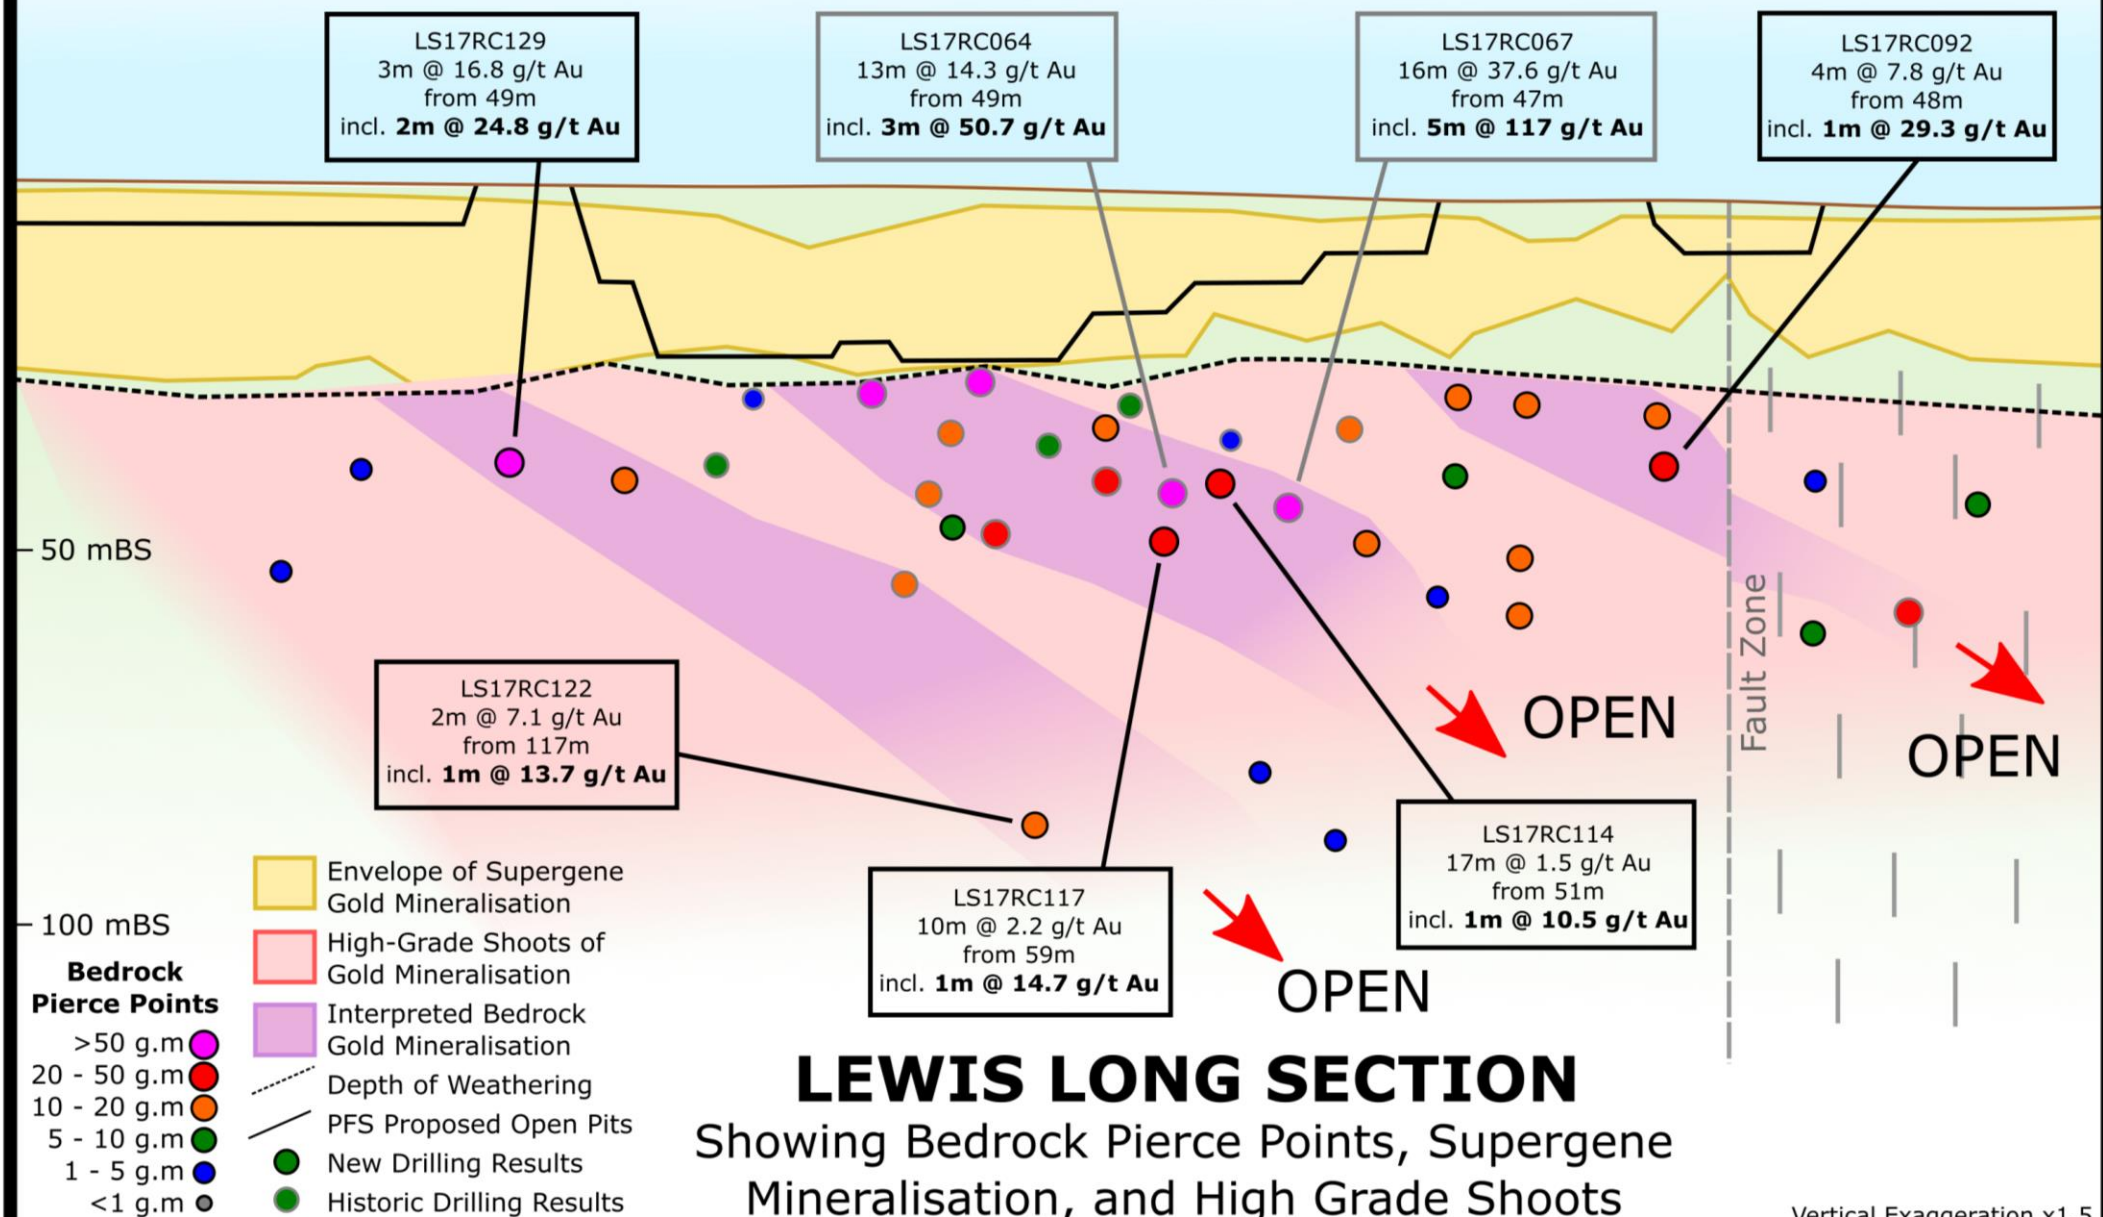 LS17RC129
3m @ 16.8 g/t Au
from 49m
incl. 2m @ 24.8 g/t Au
LS17RC064
13m @ 14.3 g/t Au
from 49m
incl. 3m @ 50.7 g/t Au
LS17RC067
16m @ 37.6 g/t Au
from 47m
incl. 5m @ 117 g/t Au
LS17RC092
4m @ 7.8 g/t Au
from 48m
incl. 1m @ 29.3 g/t Au
50 mBS
LS17RC122
2m @ 7.1 g/t Au
from 117m
incl. 1m @ 13.7 g/t Au
OPEN
Fault Zone
OPEN
LS17RC114
17m @ 1.5 g/t Au
from 51m
incl. 1m @ 10.5 g/t Au
LS17RC117
10m @ 2.2 g/t Au
from 59m
incl. 1m @ 14.7 g/t Au
OPEN
100 mBS
Bedrock
Pierce Points
>50 g.m
20 - 50 g.m
10 - 20 g.m
5 - 10 g.m
1 - 5 g.m
<1 g.m
Envelope of Supergene
Gold Mineralisation
High-Grade Shoots of
Gold Mineralisation
Interpreted Bedrock
Gold Mineralisation
Depth of Weathering
PFS Proposed Open Pits
New Drilling Results
Historic Drilling Results
LEWIS LONG SECTION
Showing Bedrock Pierce Points, Supergene
Mineralisation, and High Grade Shoots
Vertical Exaggeration x1.5